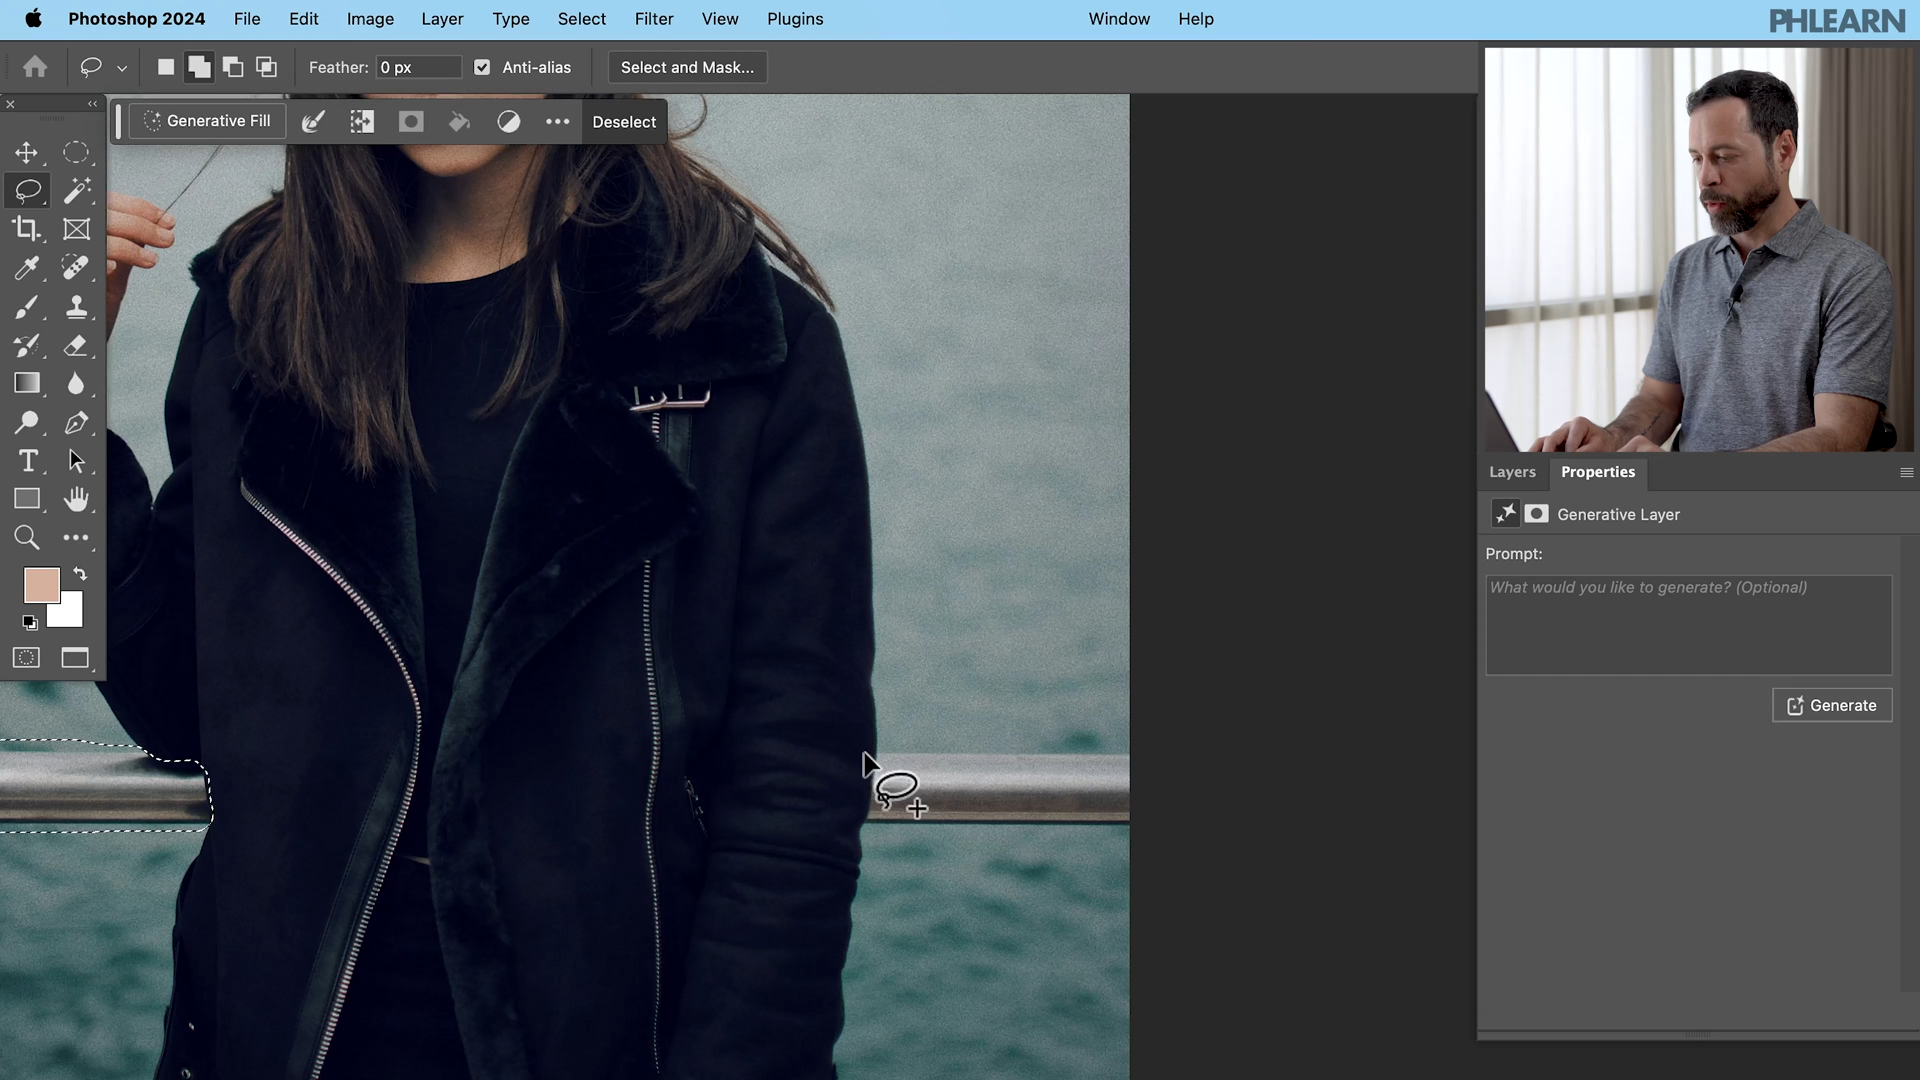 Photoshop 2024 File Edit Image Layer Type Select Filter View Plugins Window Help
PHLEARN
Feather: 0 px Anti-alias Select and Mask...
Generative Fill Deselect
Layers Properties
Generative Layer
Prompt:
What would you like to generate? (Optional)
Generate